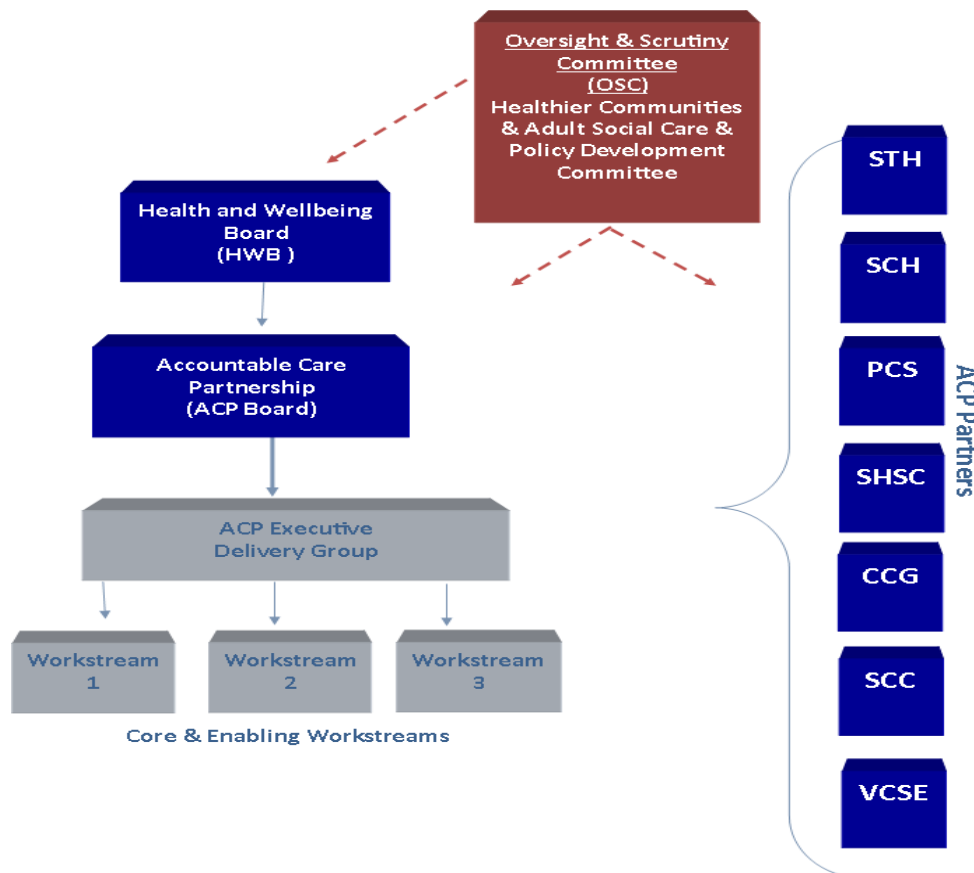 Oversight & Scrutiny
Committee
(OSC)
Healthier Communities
& Adult Social Care &
Policy Development
Committee
Health and Wellbeing
Board
(HWB )
Accountable Care
Partnership
(ACP Board)
ACP Executive
Delivery Group
Workstream
1
Workstream
2
Workstream
3
Core & Enabling Workstreams
STH
SCH
PCS
SHSC
CCG
SCC
VCSE
ACP Partners